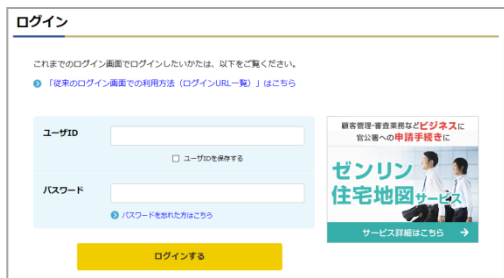 ログイン
これまでのログイン画面でログインしたいかたは、以下をご覧ください。
「従来のログイン画面での利用方法（ログインURL一覧）」はこちら
ユーザID
ユーザIDを保存する
パスワード
パスワードを忘れた方はこちら
ログインする
顧客管理・審査業務などビジネスに
官公署への申請手続きに
ゼンリン
住宅地図サービス
サービス詳細はこちら